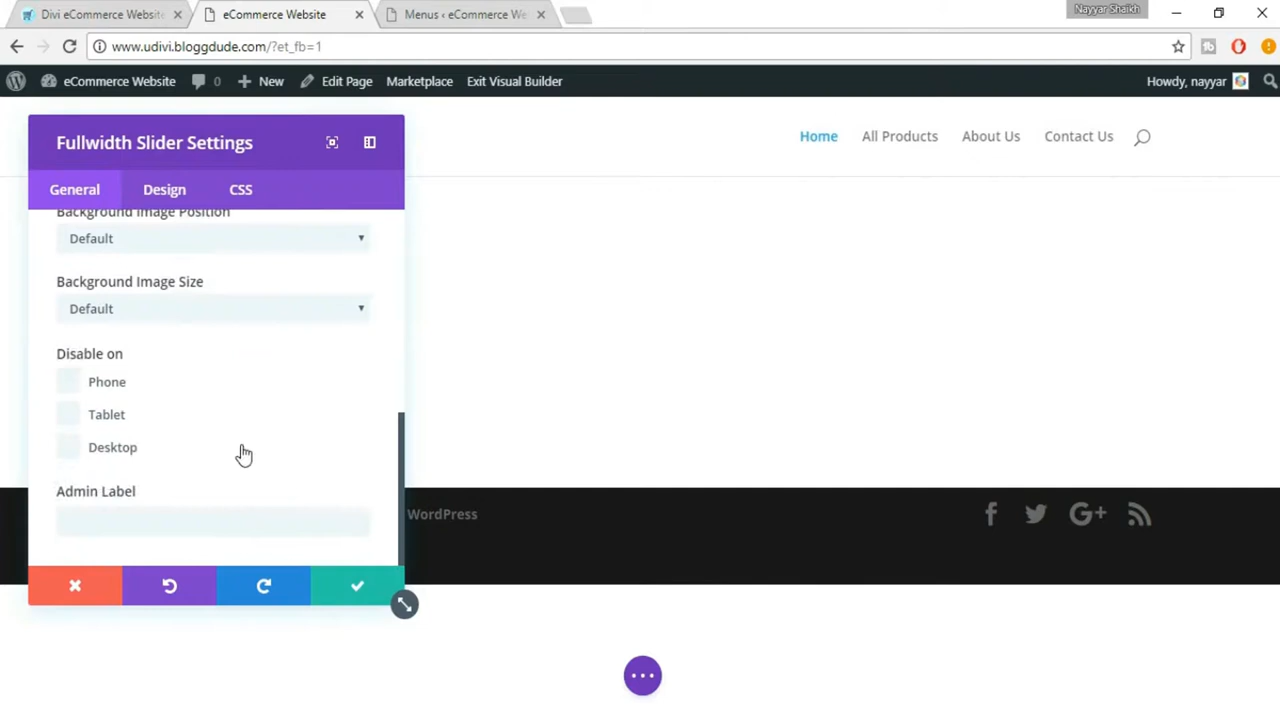 Divi eCommerce Website
eCommerce Website
Menus ‹ eCommerce We
Nayyar Shaikh
www.udivi.bloggdude.com/?et_fb=1
eCommerce Website
0
New
Edit Page
Marketplace
Exit Visual Builder
Howdy, nayyar
Fullwidth Slider Settings
Home
All Products
About Us
Contact Us
General
Design
CSS
Background Image Position
Default
Background Image Size
Default
Disable on
Phone
Tablet
Desktop
Admin Label
WordPress